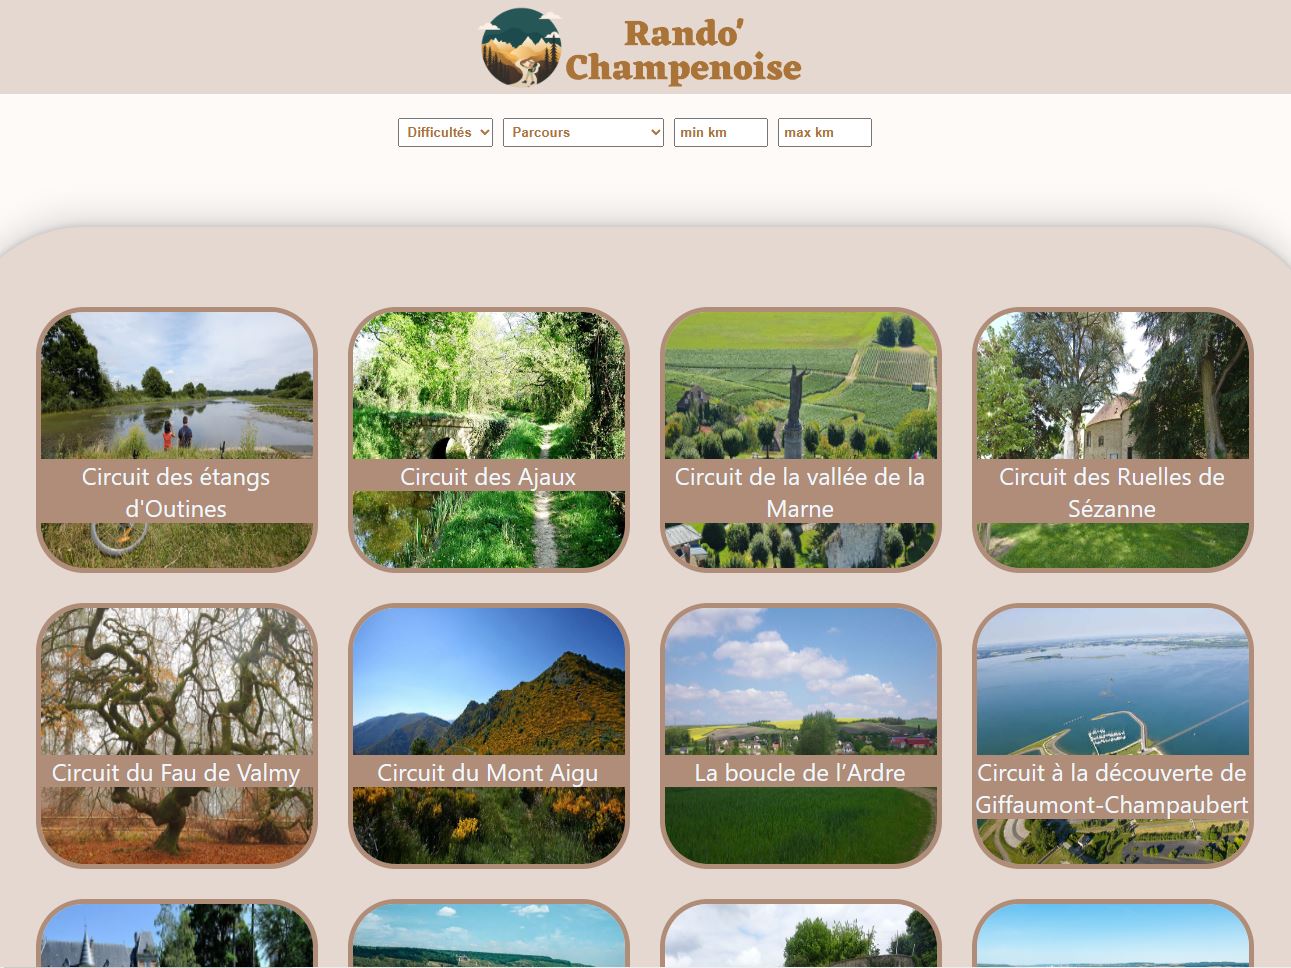 Rando'
Champenoise
Difficultés
Parcours
min km
max km
Circuit des étangs
d'Outines
Circuit des Ajaux
Circuit de la vallée de la
Marne
Circuit des Ruelles de
Sézanne
Circuit du Fau de Valmy
Circuit du Mont Aigu
La boucle de l’Ardre
Circuit à la découverte de
Giffaumont-Champaubert